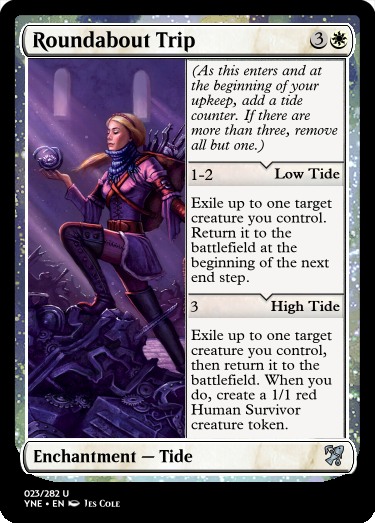 Roundabout Trip 3
(As this enters and at
the beginning of your
upkeep, add a tide
counter. If there are
more than three, remove
all but one.)
1-2 Low Tide
Exile up to one target
creature you control.
Return it to the
battlefield at the
beginning of the next
end step.
3 High Tide
Exile up to one target
creature you control,
then return it to the
battlefield. When you
do, create a 1/1 red
Human Survivor
creature token.
Enchantment — Tide
023/282 U
YNE • EN Jes Cole